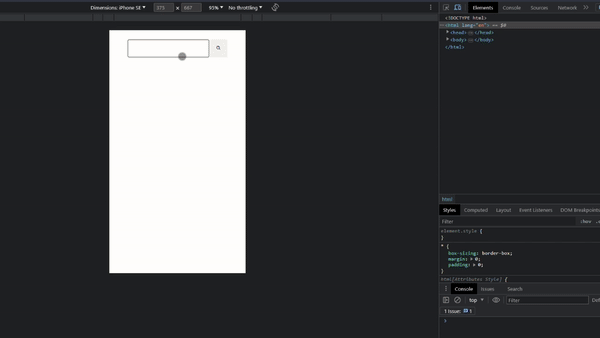 Dimensions: iPhone SE ▼ 375 × 667 95% ▼ No throttling ▼
Elements Console Sources Network »
<!DOCTYPE html>
<html lang="en"> == $0
<head> … </head>
<body> … </body>
</html>
html
Styles Computed Layout Event Listeners DOM Breakpoints
Filter :hov
element.style {
}
* {
box-sizing: border-box;
margin: ▶ 0;
padding: ▶ 0;
}
html[Attributes Style] {
Console Issues Search
top ▼ Filter Def
1 Issue: 1